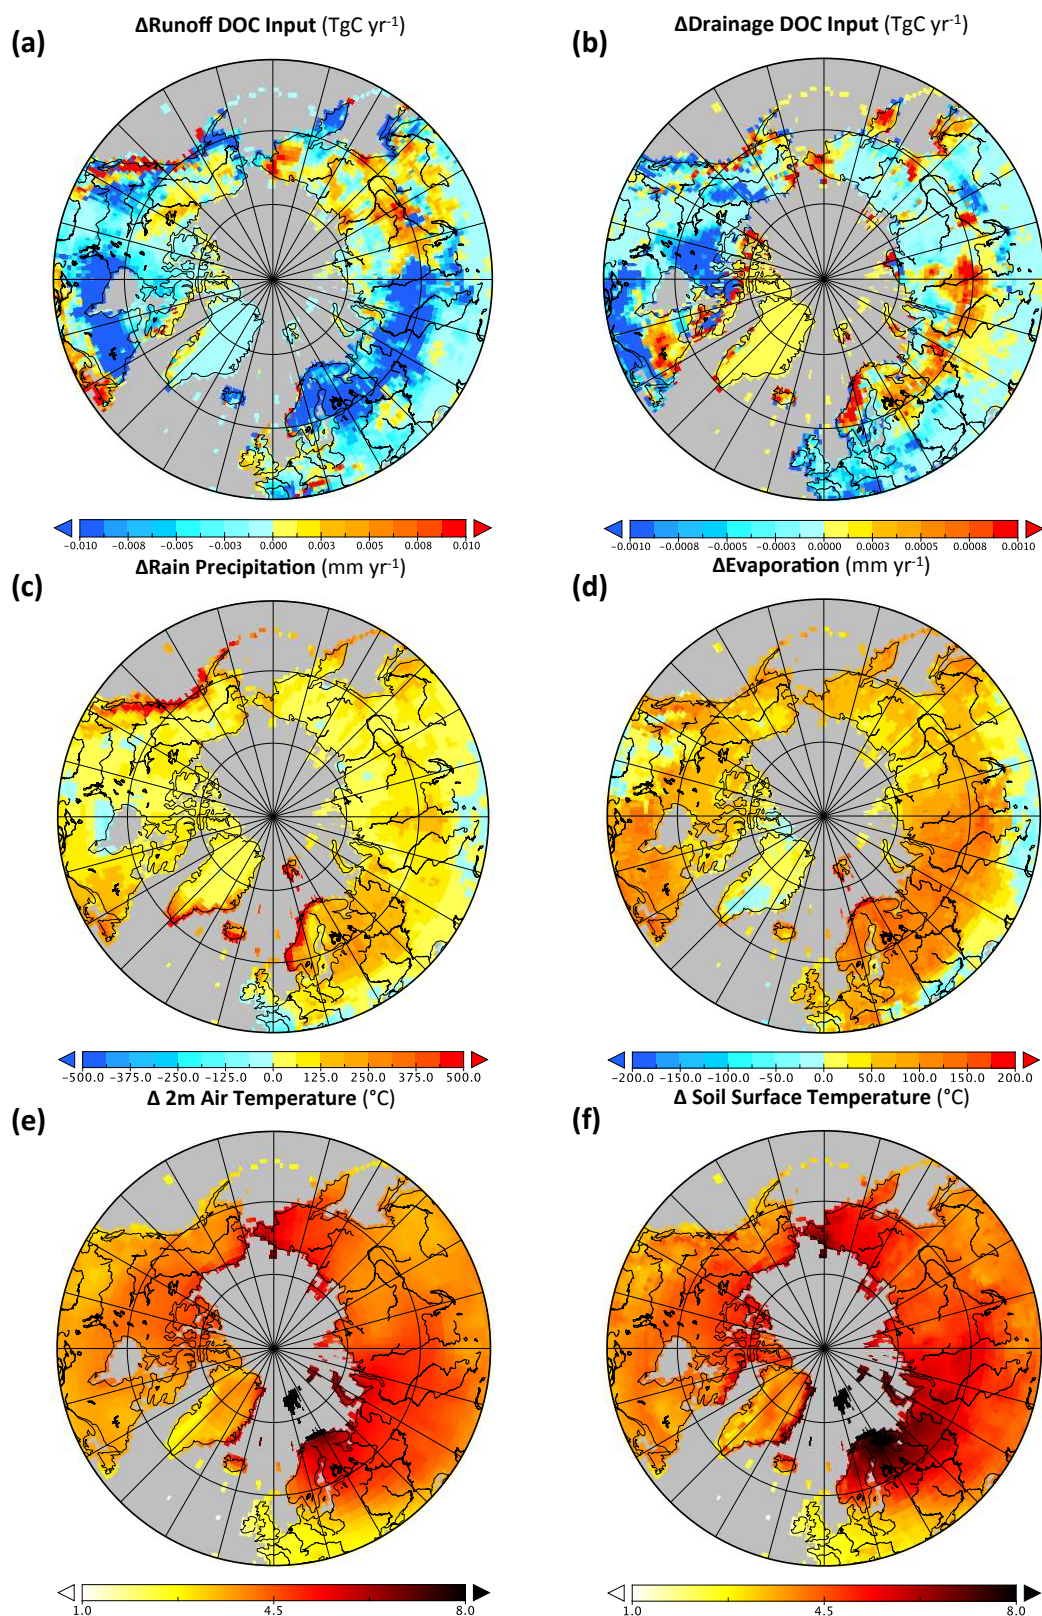 ΔRunoff DOC Input (TgC yr⁻¹)
ΔDrainage DOC Input (TgC yr⁻¹)
(a)
(b)
−0.010 −0.008 −0.005 −0.003 0.000 0.003 0.005 0.008 0.010
−0.0010 −0.0008 −0.0005 −0.0003 0.0000 0.0003 0.0005 0.0008 0.0010
ΔRain Precipitation (mm yr⁻¹)
ΔEvaporation (mm yr⁻¹)
(c)
(d)
−500.0 −375.0 −250.0 −125.0 0.0 125.0 250.0 375.0 500.0
−200.0 −150.0 −100.0 −50.0 0.0 50.0 100.0 150.0 200.0
Δ 2m Air Temperature (°C)
Δ Soil Surface Temperature (°C)
(e)
(f)
1.0 4.5 8.0
1.0 4.5 8.0